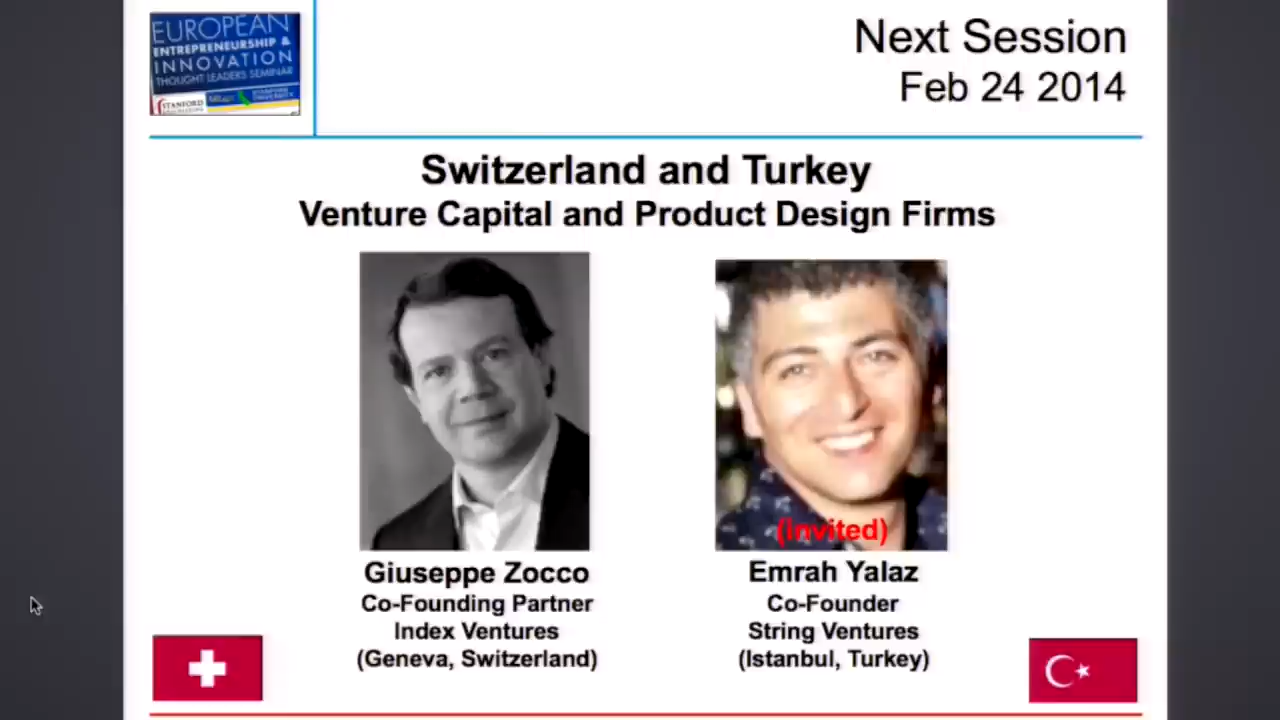 EUROPEAN
ENTREPRENEURSHIP &
INNOVATION
THOUGHT LEADERS SEMINAR
STANFORD
Next Session
Feb 24 2014
Switzerland and Turkey
Venture Capital and Product Design Firms
(invited)
Giuseppe Zocco
Co-Founding Partner
Index Ventures
(Geneva, Switzerland)
Emrah Yalaz
Co-Founder
String Ventures
(Istanbul, Turkey)